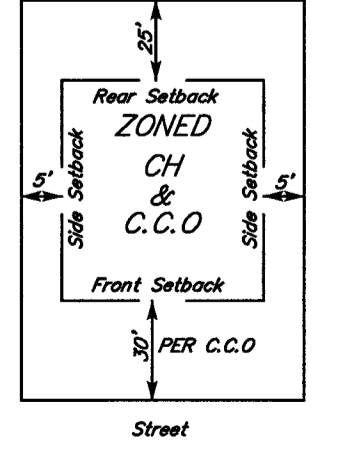 25'
Rear Setback
ZONED
CH
&
C.C.O
5'
Side Setback
Side Setback
5'
Front Setback
30'
PER C.C.O
Street